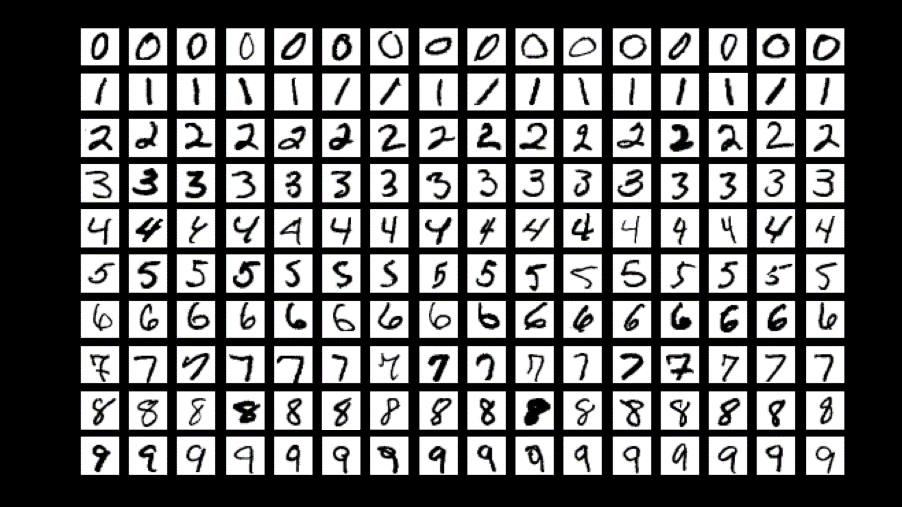 0 0 0 0 0 0 0 0 0 0 0 0 0 0 0 0
1 1 1 1 1 1 1 1 1 1 1 1 1 1 1 1
2 2 2 2 2 2 2 2 2 2 2 2 2 2 2 2
3 3 3 3 3 3 3 3 3 3 3 3 3 3 3 3
4 4 4 4 4 4 4 4 4 4 4 4 4 4 4 4
5 5 5 5 5 5 5 5 5 5 5 5 5 5 5 5
6 6 6 6 6 6 6 6 6 6 6 6 6 6 6 6
7 7 7 7 7 7 7 7 7 7 7 7 7 7 7 7
8 8 8 8 8 8 8 8 8 8 8 8 8 8 8 8
9 9 9 9 9 9 9 9 9 9 9 9 9 9 9 9